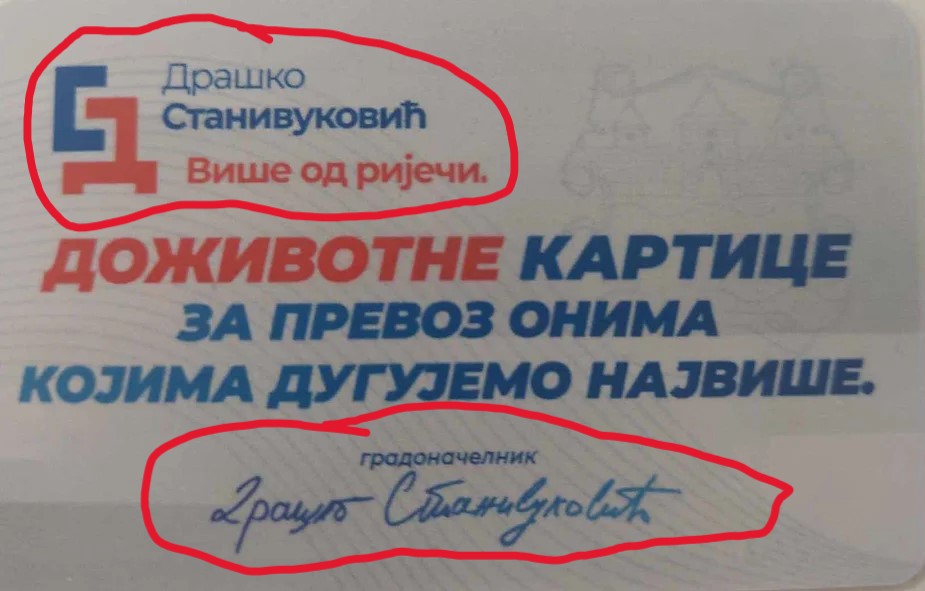 Драшко
Станивуковић
Више од ријечи.
ДОЖИВОТНЕ КАРТИЦЕ
ЗА ПРЕВОЗ ОНИМА
КОЈИМА ДУГУЈЕМО НАЈВИШЕ.
градоначелник
Драшко Станивуковић